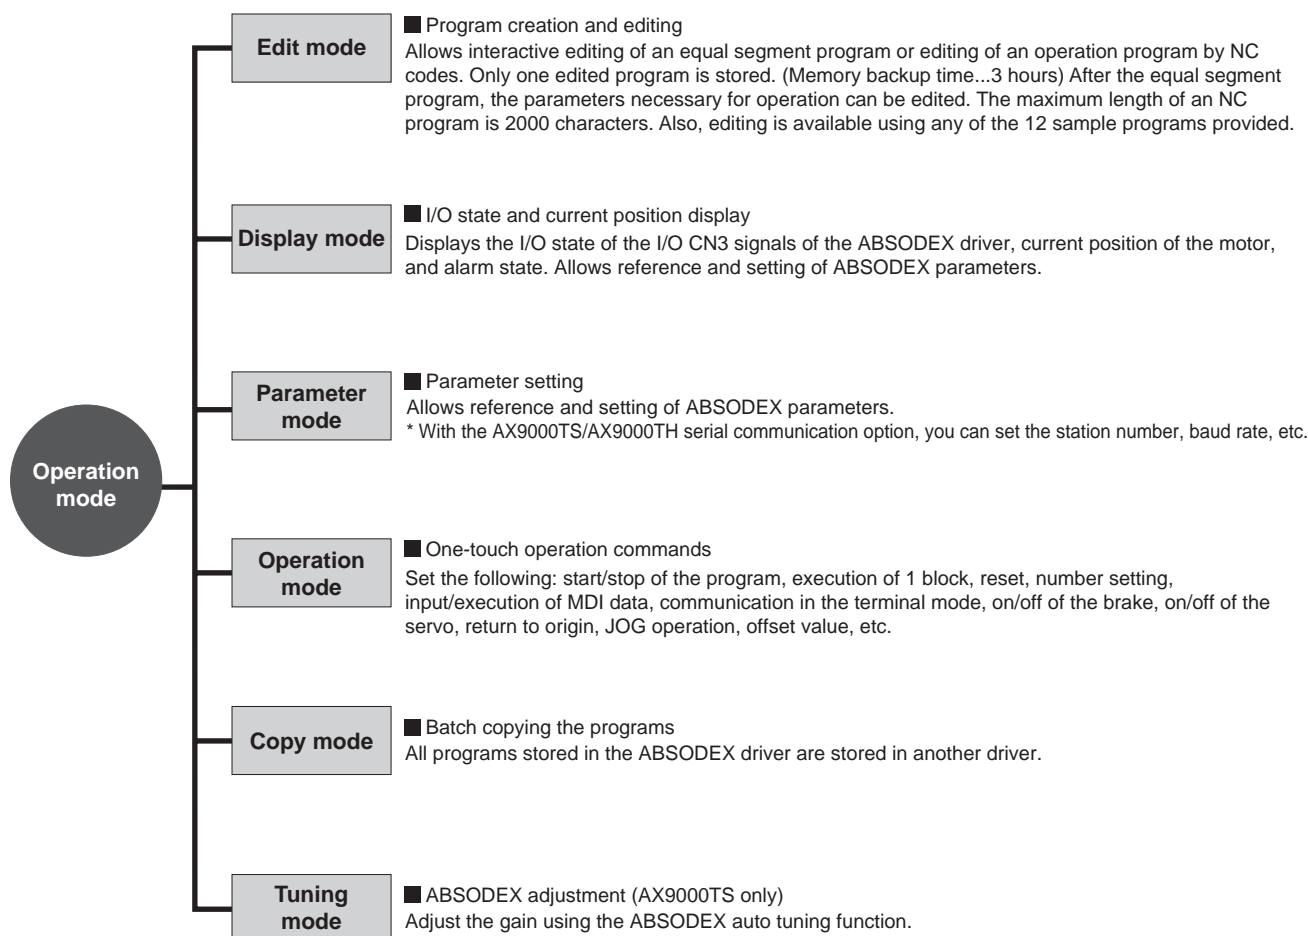 Operation
mode
Edit mode
■ Program creation and editing
Allows interactive editing of an equal segment program or editing of an operation program by NC
codes. Only one edited program is stored. (Memory backup time...3 hours) After the equal segment
program, the parameters necessary for operation can be edited. The maximum length of an NC
program is 2000 characters. Also, editing is available using any of the 12 sample programs provided.
Display mode
■ I/O state and current position display
Displays the I/O state of the I/O CN3 signals of the ABSODEX driver, current position of the motor,
and alarm state. Allows reference and setting of ABSODEX parameters.
Parameter
mode
■ Parameter setting
Allows reference and setting of ABSODEX parameters.
* With the AX9000TS/AX9000TH serial communication option, you can set the station number, baud rate, etc.
Operation
mode
■ One-touch operation commands
Set the following: start/stop of the program, execution of 1 block, reset, number setting,
input/execution of MDI data, communication in the terminal mode, on/off of the brake, on/off of the
servo, return to origin, JOG operation, offset value, etc.
Copy mode
■ Batch copying the programs
All programs stored in the ABSODEX driver are stored in another driver.
Tuning
mode
■ ABSODEX adjustment (AX9000TS only)
Adjust the gain using the ABSODEX auto tuning function.